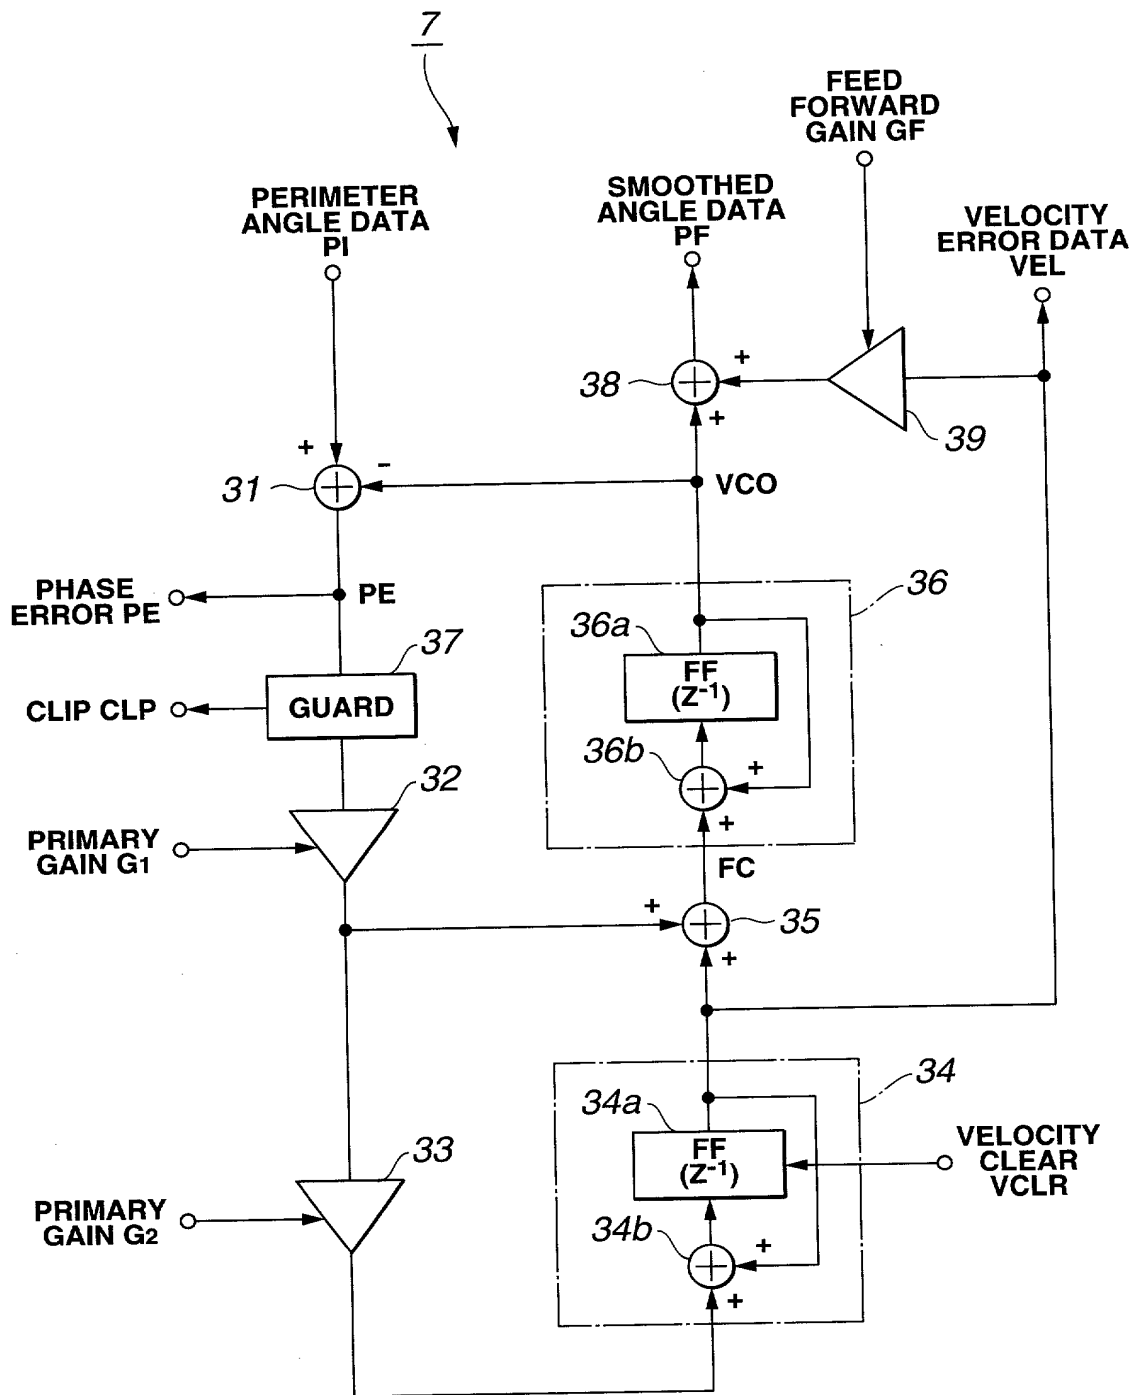 7
FEED
FORWARD
GAIN GF
PERIMETER
ANGLE DATA
PI
SMOOTHED
ANGLE DATA
PF
VELOCITY
ERROR DATA
VEL
38
+
+
39
+
-
31
VCO
PHASE
ERROR PE
PE
36
36a
FF
(Z-1)
37
GUARD
CLIP CLP
36b
+
+
32
PRIMARY
GAIN G1
FC
+
35
+
34
34a
FF
(Z-1)
VELOCITY
CLEAR
VCLR
33
PRIMARY
GAIN G2
34b
+
+